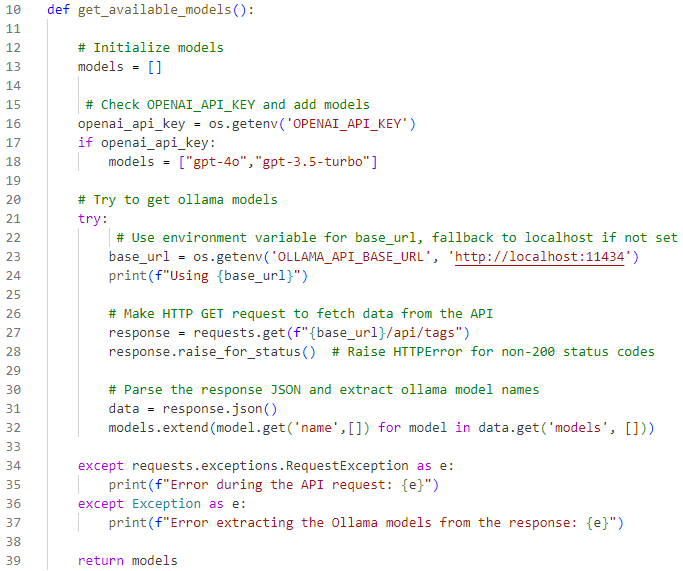 10 def get_available_models():
11
12     # Initialize models
13     models = []
14
15      # Check OPENAI_API_KEY and add models
16     openai_api_key = os.getenv('OPENAI_API_KEY')
17     if openai_api_key:
18         models = ["gpt-4o","gpt-3.5-turbo"]
19
20     # Try to get ollama models
21     try:
22          # Use environment variable for base_url, fallback to localhost if not set
23         base_url = os.getenv('OLLAMA_API_BASE_URL', 'http://localhost:11434')
24         print(f"Using {base_url}")
25
26         # Make HTTP GET request to fetch data from the API
27         response = requests.get(f"{base_url}/api/tags")
28         response.raise_for_status()  # Raise HTTPError for non-200 status codes
29
30         # Parse the response JSON and extract ollama model names
31         data = response.json()
32         models.extend(model.get('name',[]) for model in data.get('models', []))
33
34     except requests.exceptions.RequestException as e:
35         print(f"Error during the API request: {e}")
36     except Exception as e:
37         print(f"Error extracting the Ollama models from the response: {e}")
38
39     return models